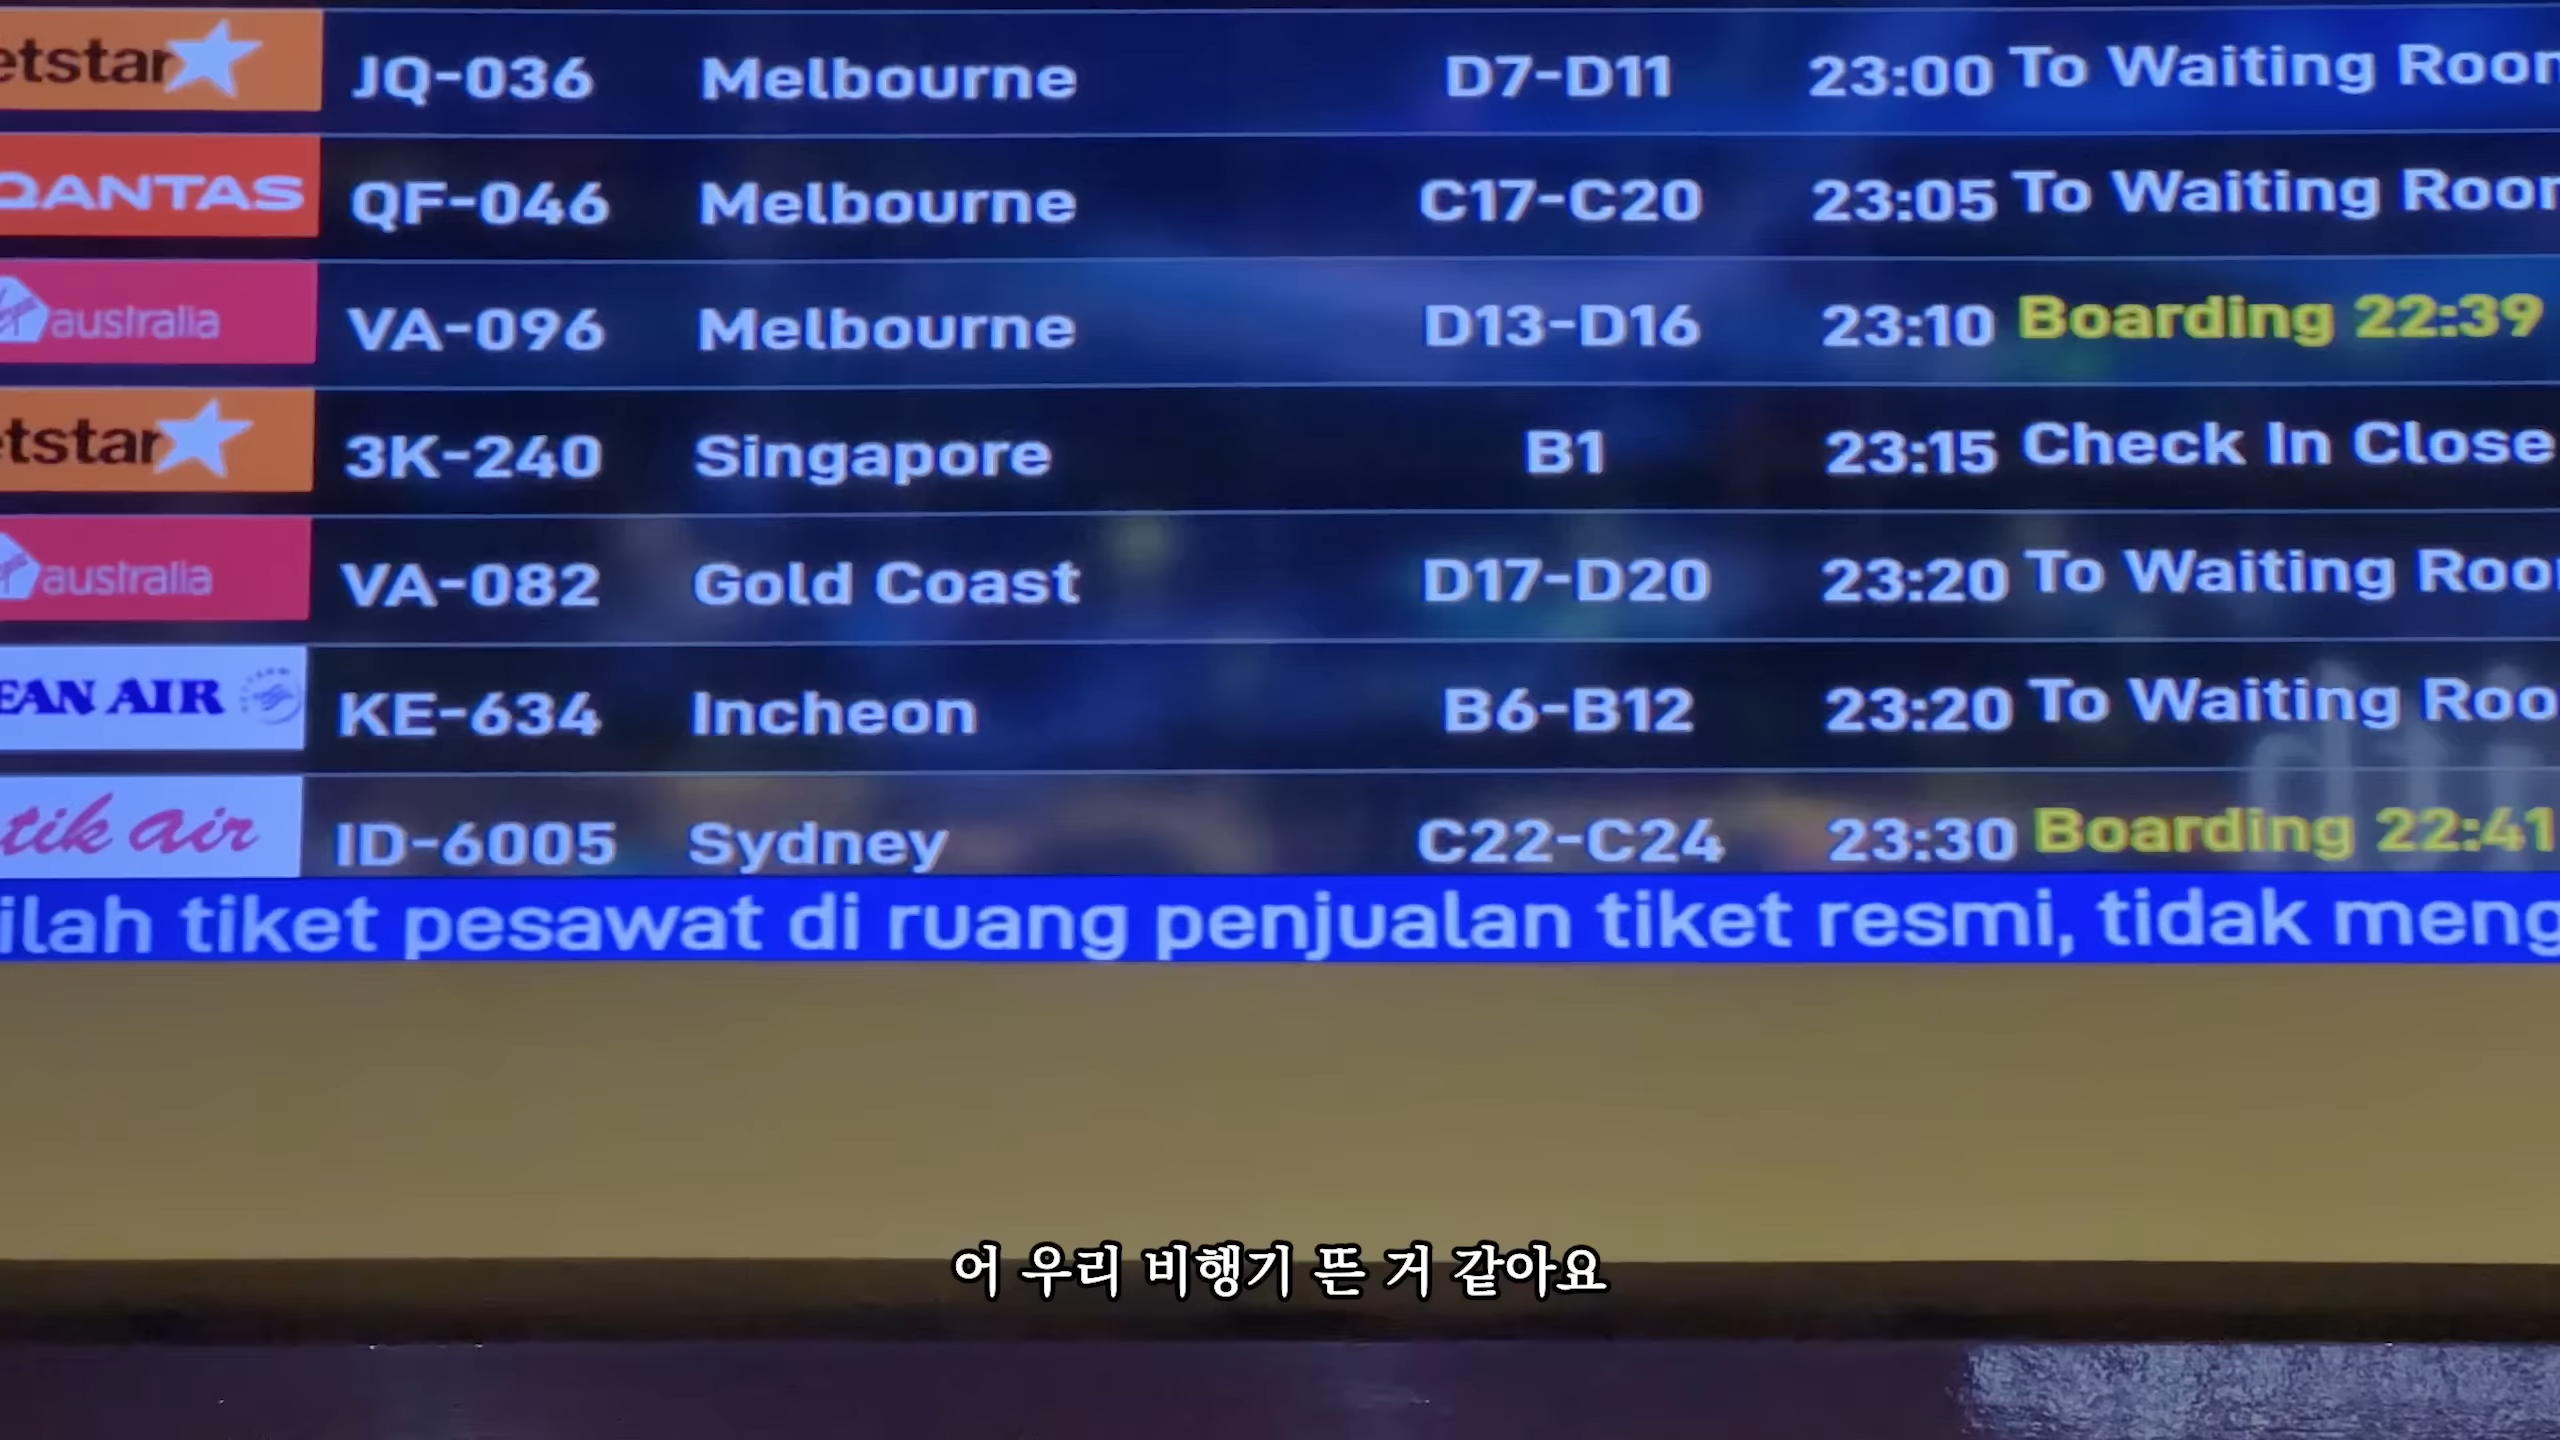 etstar JQ-036 Melbourne D7-D11 23:00 To Waiting Roor
QANTAS QF-046 Melbourne C17-C20 23:05 To Waiting Roor
australia VA-096 Melbourne D13-D16 23:10 Boarding 22:39
etstar 3K-240 Singapore B1 23:15 Check In Close
australia VA-082 Gold Coast D17-D20 23:20 To Waiting Roo
EAN AIR KE-634 Incheon B6-B12 23:20 To Waiting Roo
tik air ID-6005 Sydney C22-C24 23:30 Boarding 22:41
ilah tiket pesawat di ruang penjualan tiket resmi, tidak meng
어 우리 비행기 뜬 거 같아요